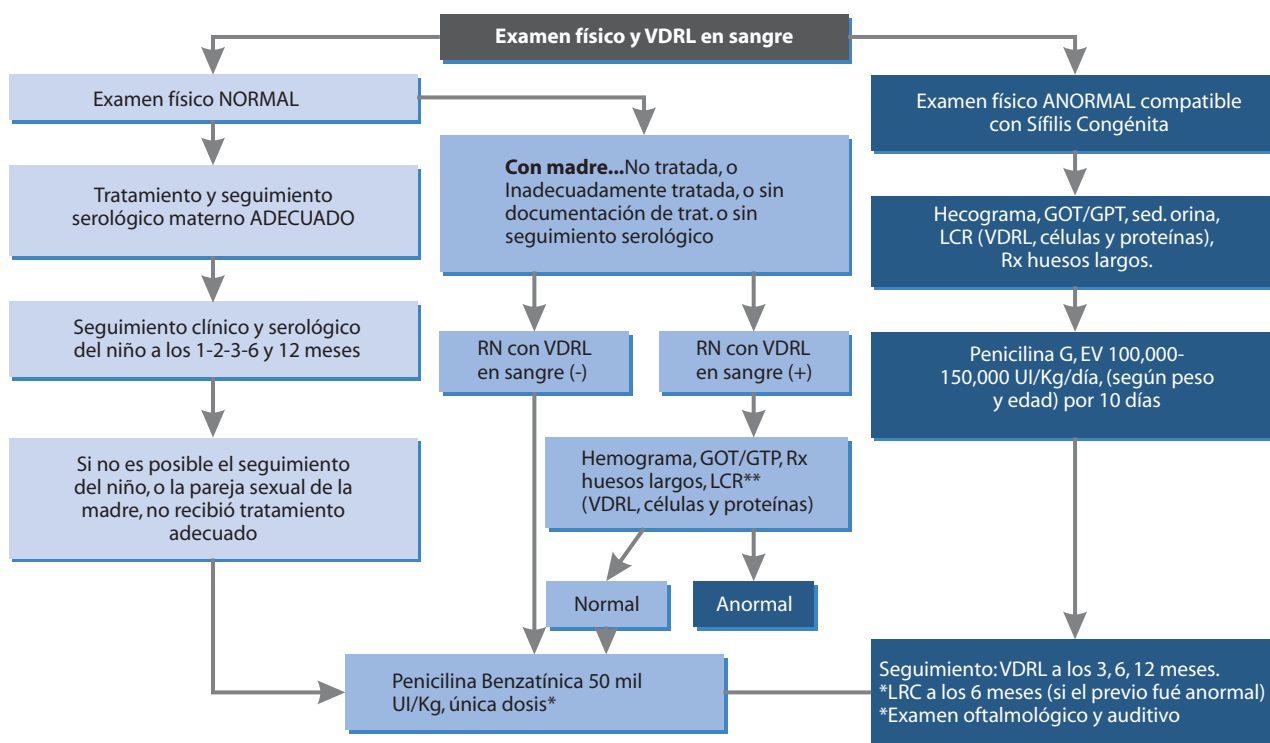 Examen físico y VDRL en sangre
Examen físico NORMAL
Tratamiento y seguimiento
serológico materno ADECUADO
Seguimiento clínico y serológico
del niño a los 1-2-3-6 y 12 meses
Si no es posible el seguimiento
del niño, o la pareja sexual de la
madre, no recibió tratamiento
adecuado
Con madre...No tratada, o
Inadecuadamente tratada, o sin
documentación de trat. o sin
seguimiento serológico
RN con VDRL
en sangre (-)
RN con VDRL
en sangre (+)
Hemograma, GOT/GTP, Rx
huesos largos, LCR**
(VDRL, células y proteínas)
Normal
Anormal
Penicilina Benzatínica 50 mil
UI/Kg, única dosis*
Examen físico ANORMAL compatible
con Sífilis Congénita
Hecograma, GOT/GPT, sed. orina,
LCR (VDRL, células y proteínas),
Rx huesos largos.
Penicilina G, EV 100,000-
150,000 UI/Kg/día, (según peso
y edad) por 10 días
Seguimiento: VDRL a los 3, 6, 12 meses.
*LRC a los 6 meses (si el previo fué anormal)
*Examen oftalmológico y auditivo